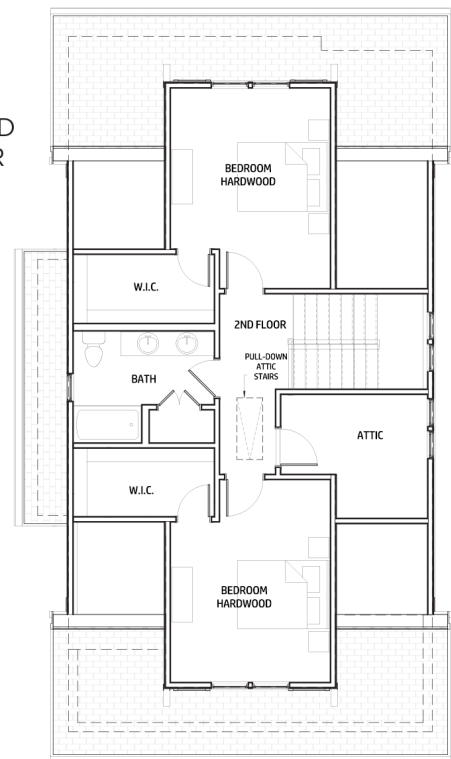 D
R
BEDROOM
HARDWOOD
W.I.C.
2ND FLOOR
PULL-DOWN
ATTIC
STAIRS
BATH
ATTIC
W.I.C.
BEDROOM
HARDWOOD